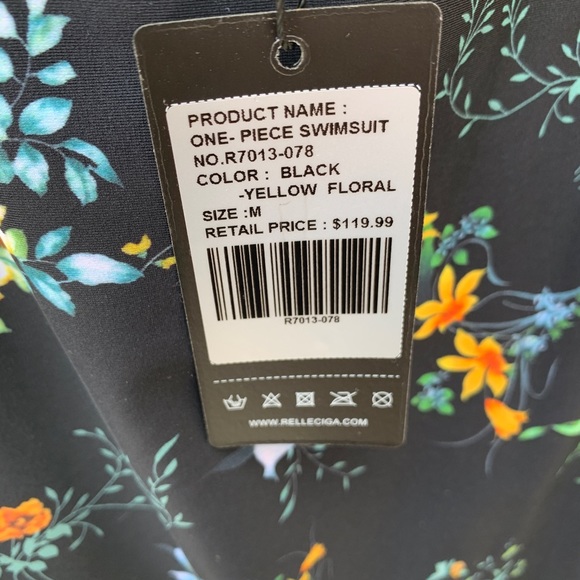 PRODUCT NAME :
ONE- PIECE SWIMSUIT
NO.R7013-078
COLOR : BLACK
-YELLOW FLORAL
SIZE :M
RETAIL PRICE : $119.99
R7013-078
WWW.RELLECIGA.COM